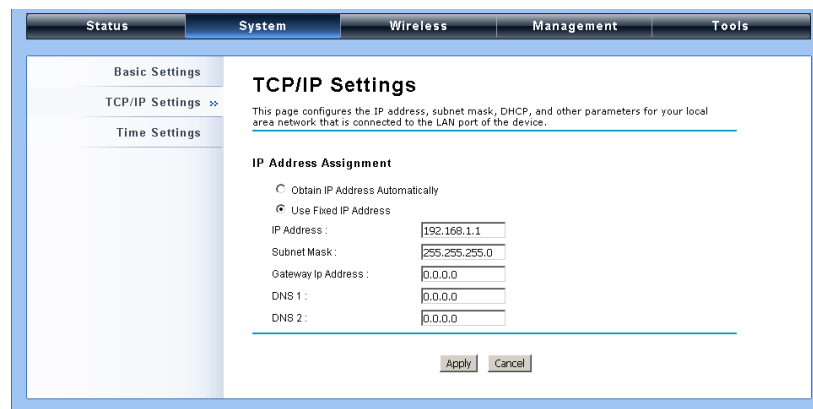 Status System Wireless Management Tools
Basic Settings
TCP/IP Settings »
Time Settings
TCP/IP Settings
This page configures the IP address, subnet mask, DHCP, and other parameters for your local
area network that is connected to the LAN port of the device.
IP Address Assignment
Obtain IP Address Automatically
Use Fixed IP Address
IP Address : 192.168.1.1
Subnet Mask : 255.255.255.0
Gateway Ip Address : 0.0.0.0
DNS 1 : 0.0.0.0
DNS 2 : 0.0.0.0
Apply Cancel